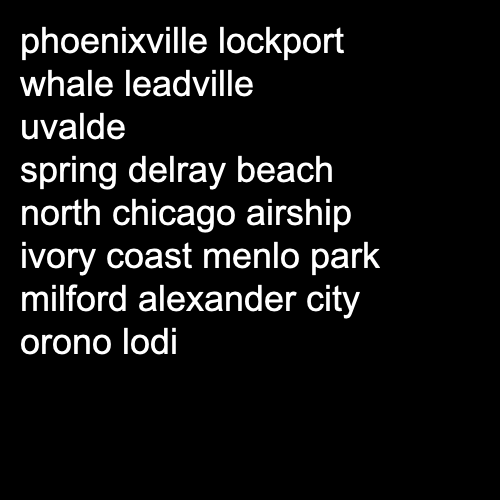 phoenixville lockport
whale leadville
uvalde
spring delray beach
north chicago airship
ivory coast menlo park
milford alexander city
orono lodi